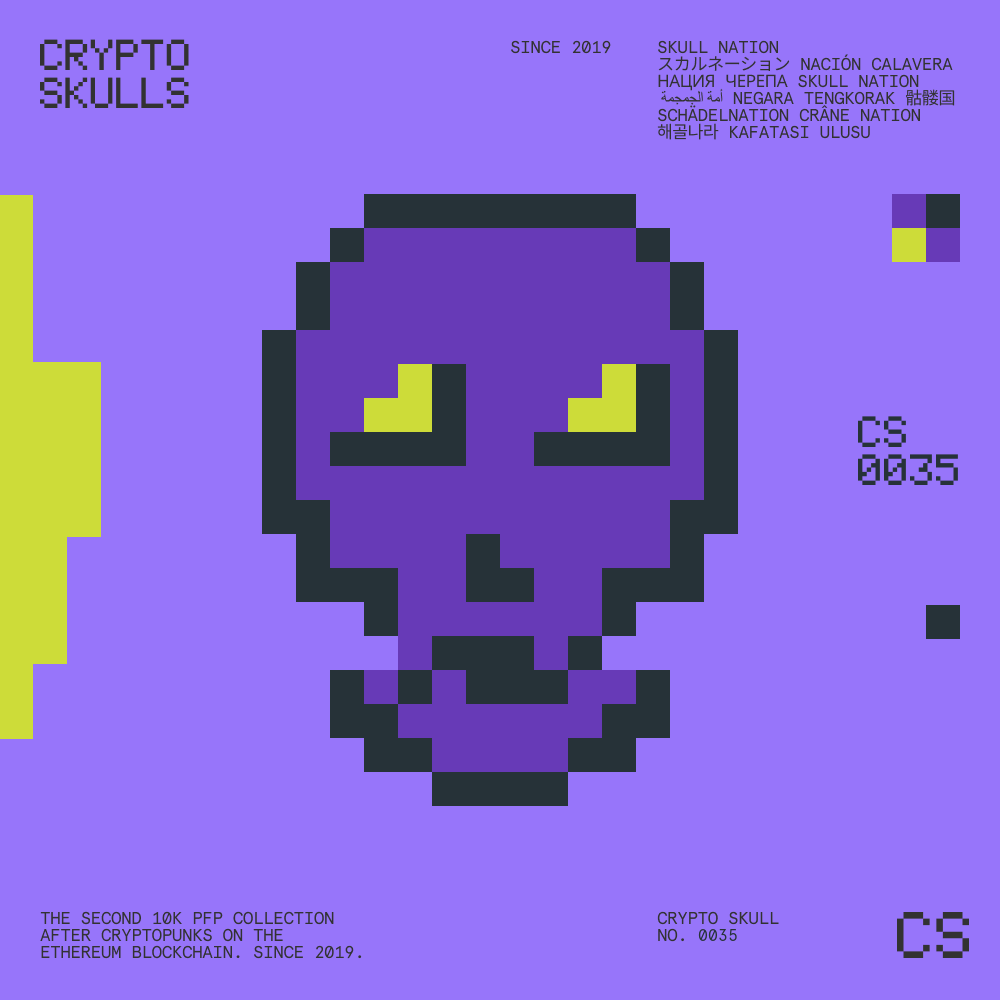 CRYPTO
SKULLS
SINCE 2019
SKULL NATION
スカルネーション NACIÓN CALAVERA
НАЦИЯ ЧЕРЕПА SKULL NATION
أمة الجمجمة NEGARA TENGKORAK 骷髅国
SCHÄDELNATION CRÂNE NATION
해골나라 KAFATASI ULUSU
CS
0035
THE SECOND 10K PFP COLLECTION
AFTER CRYPTOPUNKS ON THE
ETHEREUM BLOCKCHAIN. SINCE 2019.
CRYPTO SKULL
NO. 0035
CS